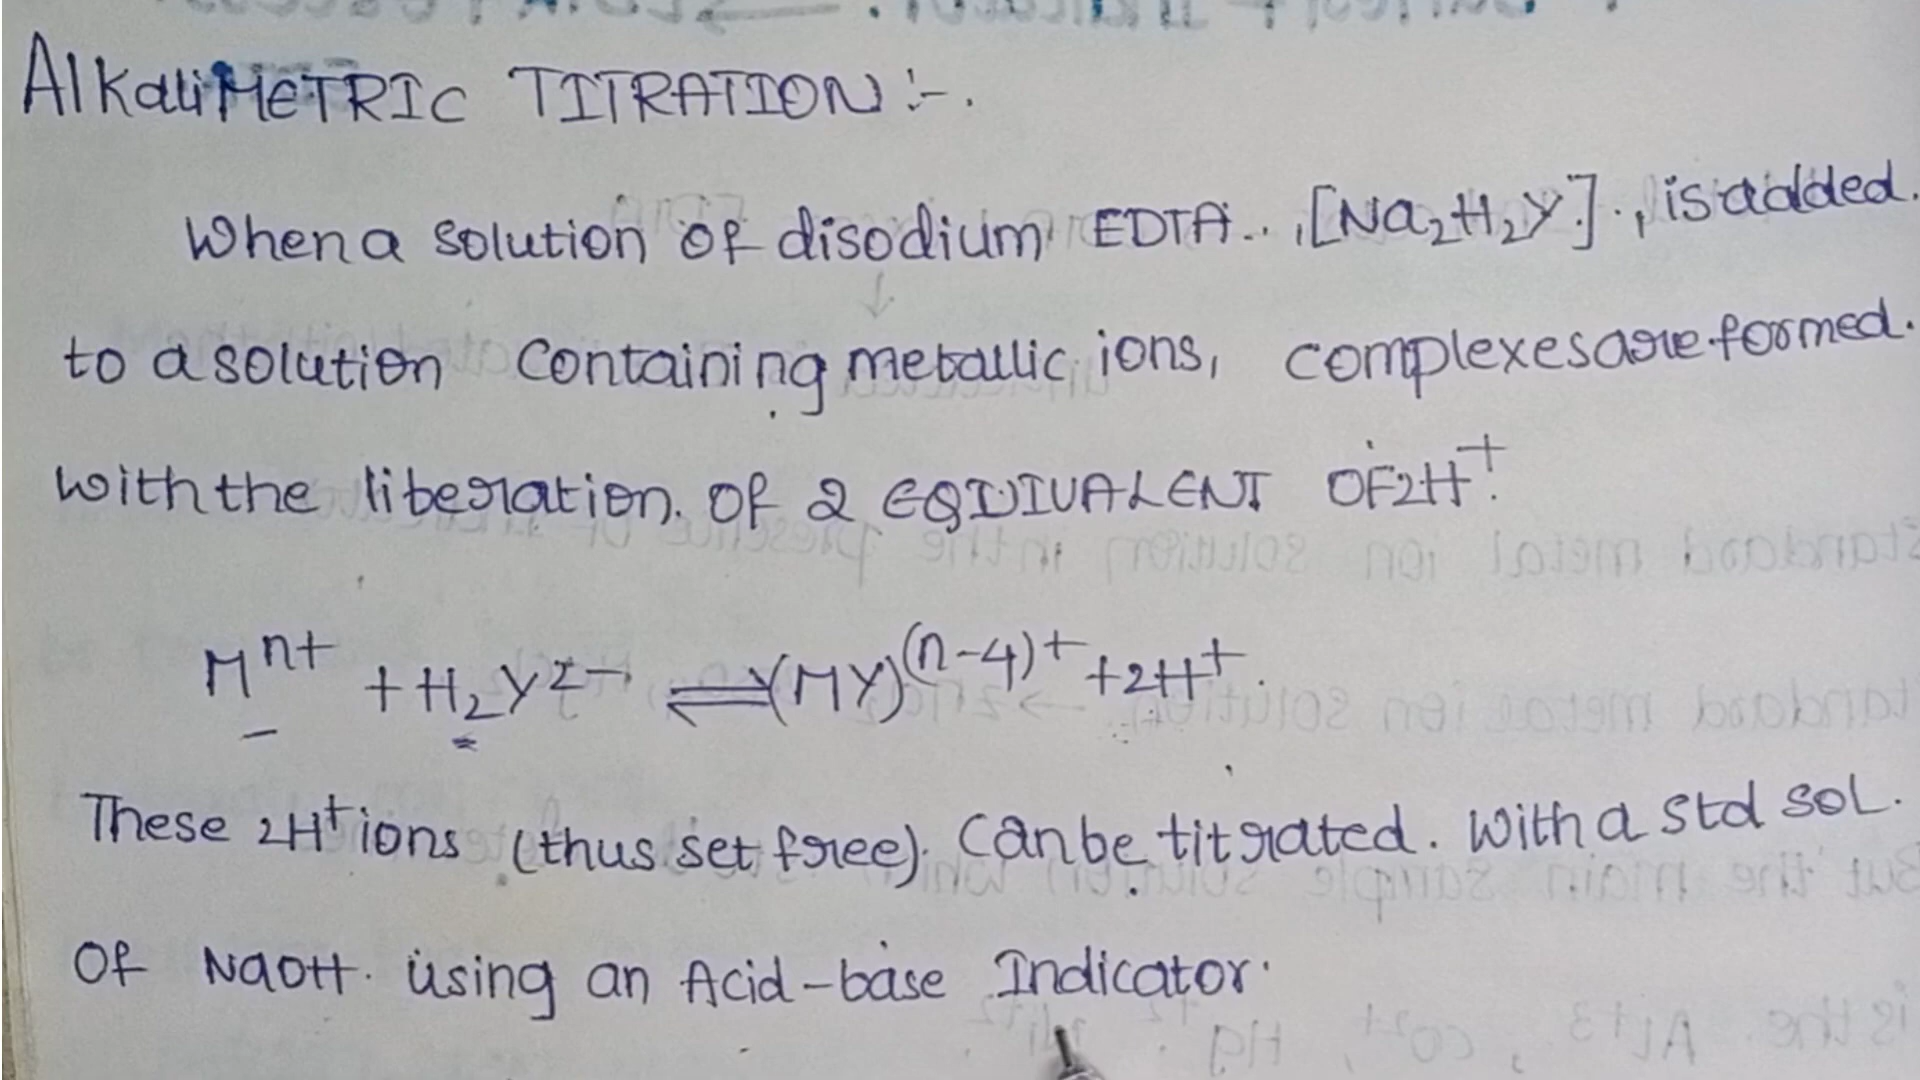 AlkaliMETRIC TITRATION :-.
When a solution of disodium EDTA.., [Na₂H₂Y]., is added.
to a solution containing metallic ions, complexes are formed.
with the liberation. of 2 EQUIVALENT OF 2H⁺.
Mⁿ⁺ + H₂Y²⁻ ⇌ (MY)⁽ⁿ⁻⁴⁾⁺ + 2H⁺.
These 2H⁺ ions (thus set free). can be titrated. with a std sol.
of NaOH. using an Acid-base Indicator.